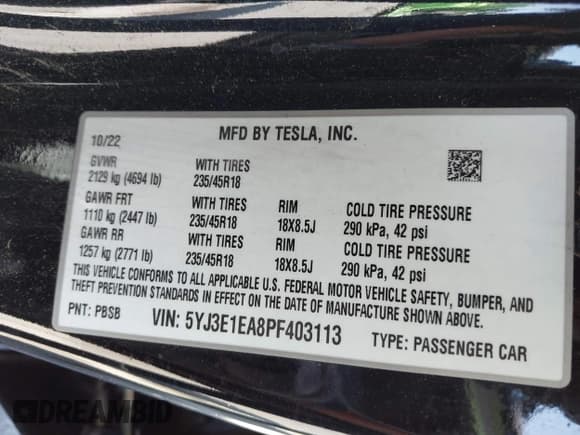 MFD BY TESLA, INC.
10/22
GVWR WITH TIRES
2129 kg (4694 lb) 235/45R18
GAWR FRT WITH TIRES RIM COLD TIRE PRESSURE
1110 kg (2447 lb) 235/45R18 18X8.5J 290 kPa, 42 psi
GAWR RR WITH TIRES RIM COLD TIRE PRESSURE
1257 kg (2771 lb) 235/45R18 18X8.5J 290 kPa, 42 psi
THIS VEHICLE CONFORMS TO ALL APPLICABLE U.S. FEDERAL MOTOR VEHICLE SAFETY, BUMPER, AND
THEFT PREVENTION STANDARDS IN EFFECT ON THE DATE OF MANUFACTURE SHOWN ABOVE.
PNT: PBSB VIN: 5YJ3E1EA8PF403113 TYPE: PASSENGER CAR
DREAMBID